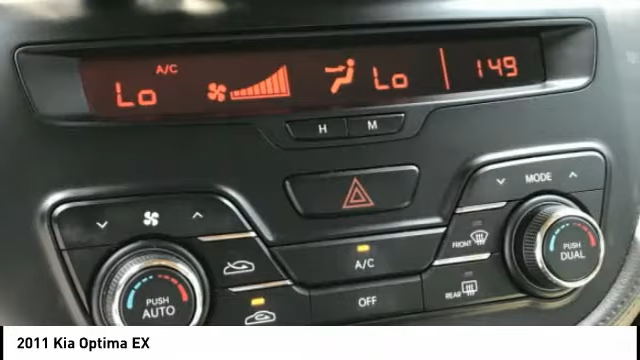 A/C
Lo
Lo
149
H M
MODE
PUSH AUTO
FRONT
A/C
PUSH DUAL
OFF
REAR
2011 Kia Optima EX